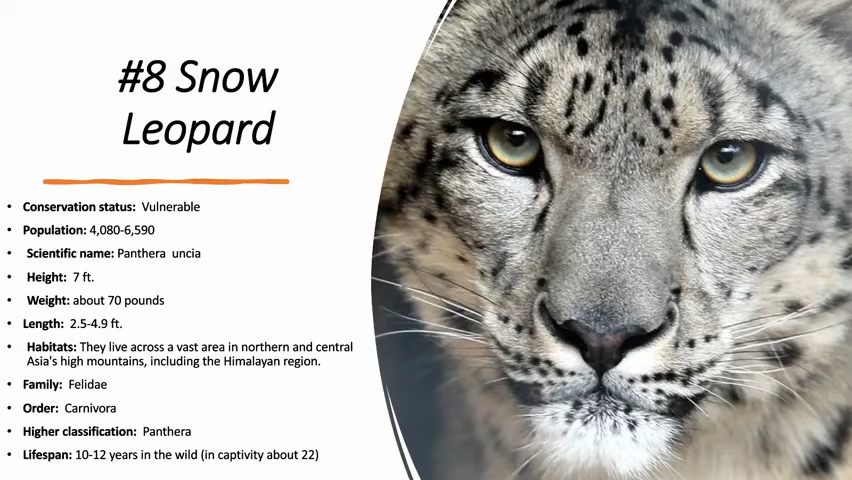 #8 Snow
Leopard
• Conservation status: Vulnerable
• Population: 4,080-6,590
• Scientific name: Panthera uncia
• Height: 7 ft.
• Weight: about 70 pounds
• Length: 2.5-4.9 ft.
• Habitats: They live across a vast area in northern and central
Asia's high mountains, including the Himalayan region.
• Family: Felidae
• Order: Carnivora
• Higher classification: Panthera
• Lifespan: 10-12 years in the wild (in captivity about 22)